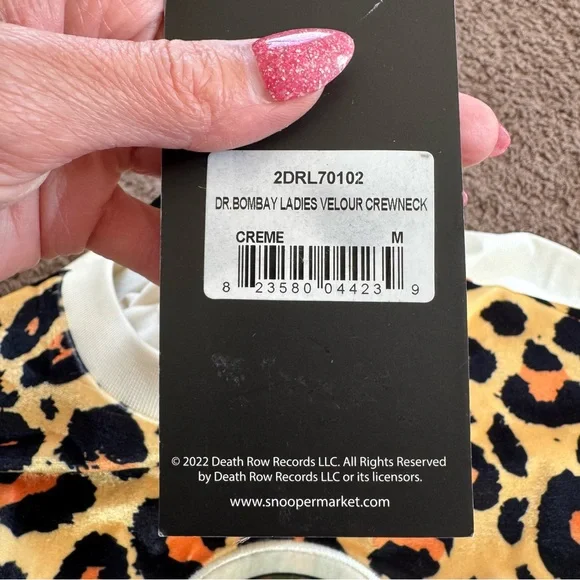 2DRL70102
DR.BOMBAY LADIES VELOUR CREWNECK
CREME M
8 23580 04423 9
© 2022 Death Row Records LLC. All Rights Reserved
by Death Row Records LLC or its licensors.
www.snoopermarket.com